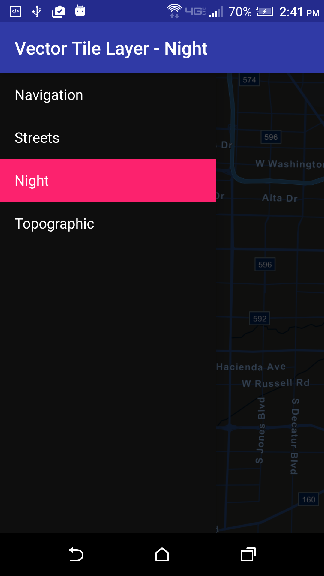 4G
70%
2:41 PM
Vector Tile Layer - Night
Navigation
Streets
Night
Topographic
574
596
Dr
W Washington
Dr
Alta Dr
596
592
Hacienda Ave
W Russell Rd
S Jones Blvd
S Decatur Blvd
160